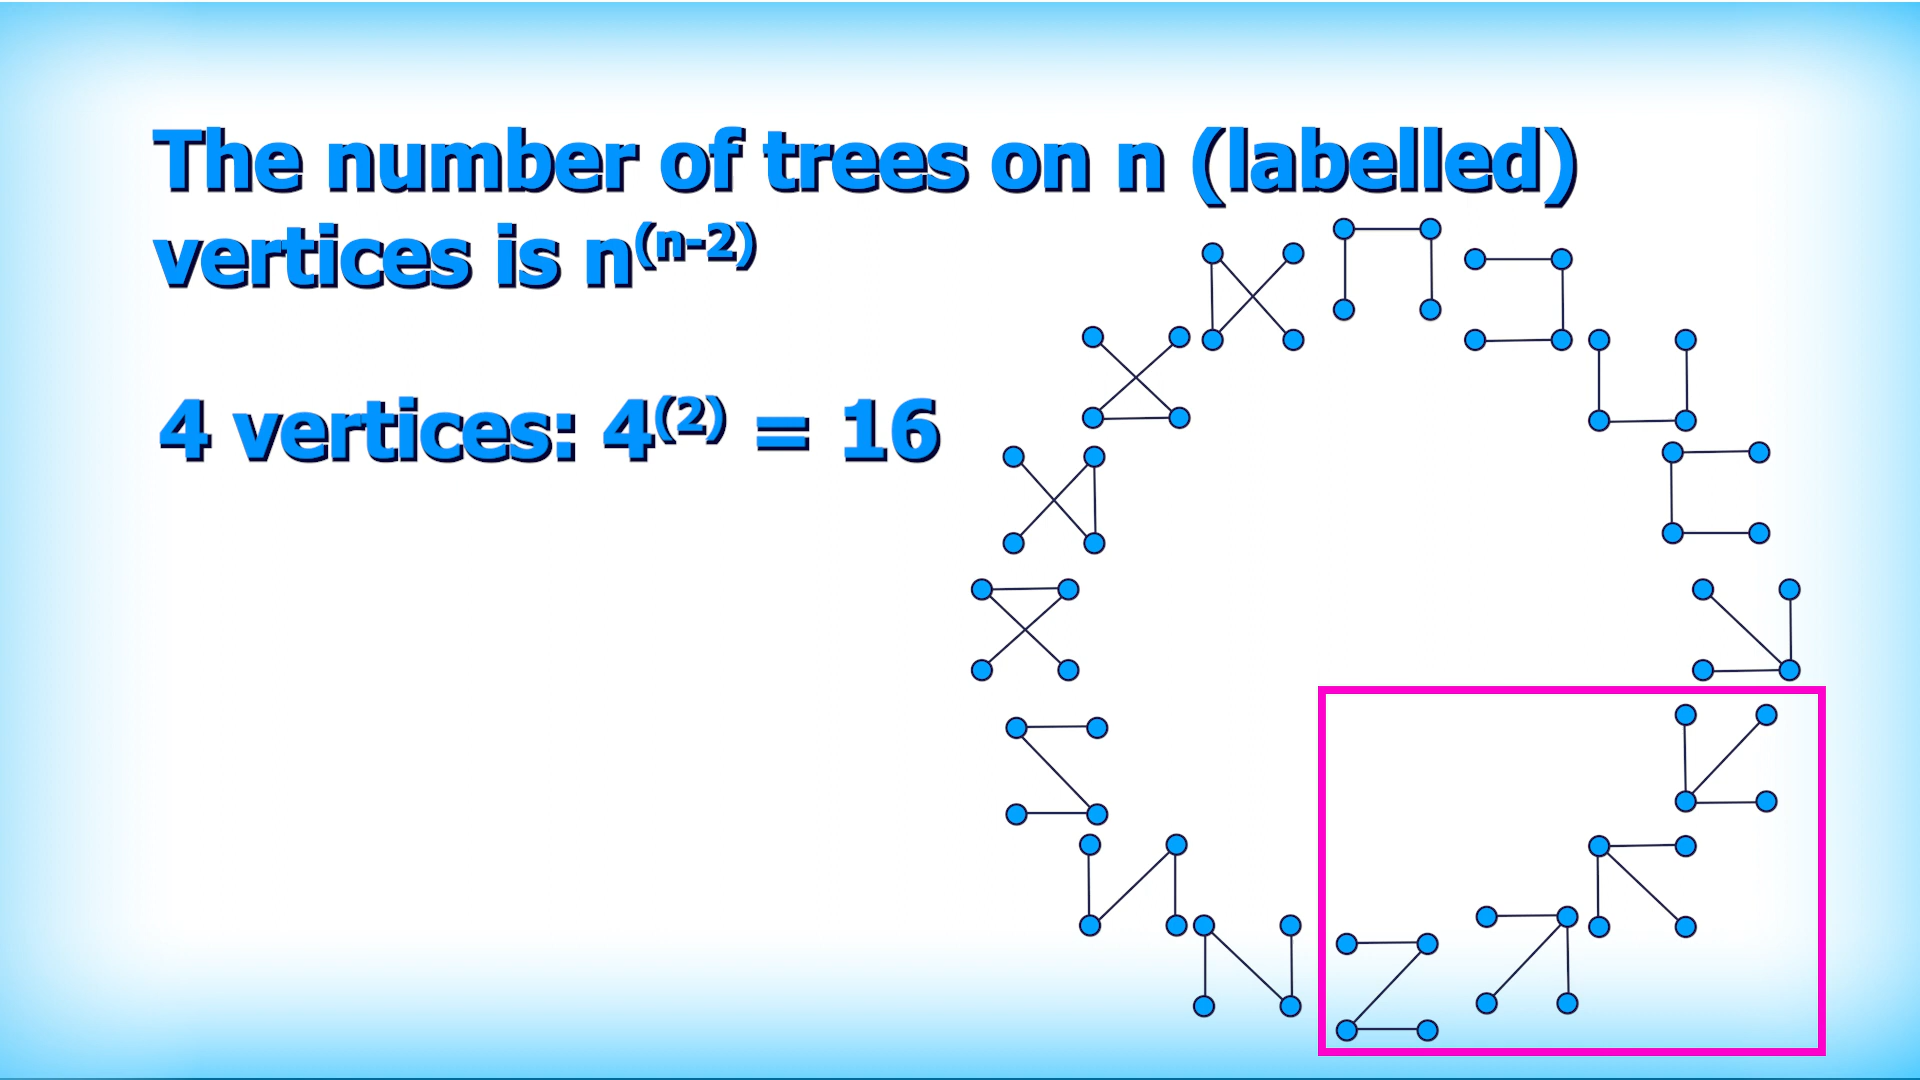 The number of trees on n (labelled)
vertices is n⁽ⁿ⁻²⁾
4 vertices: 4⁽²⁾ = 16